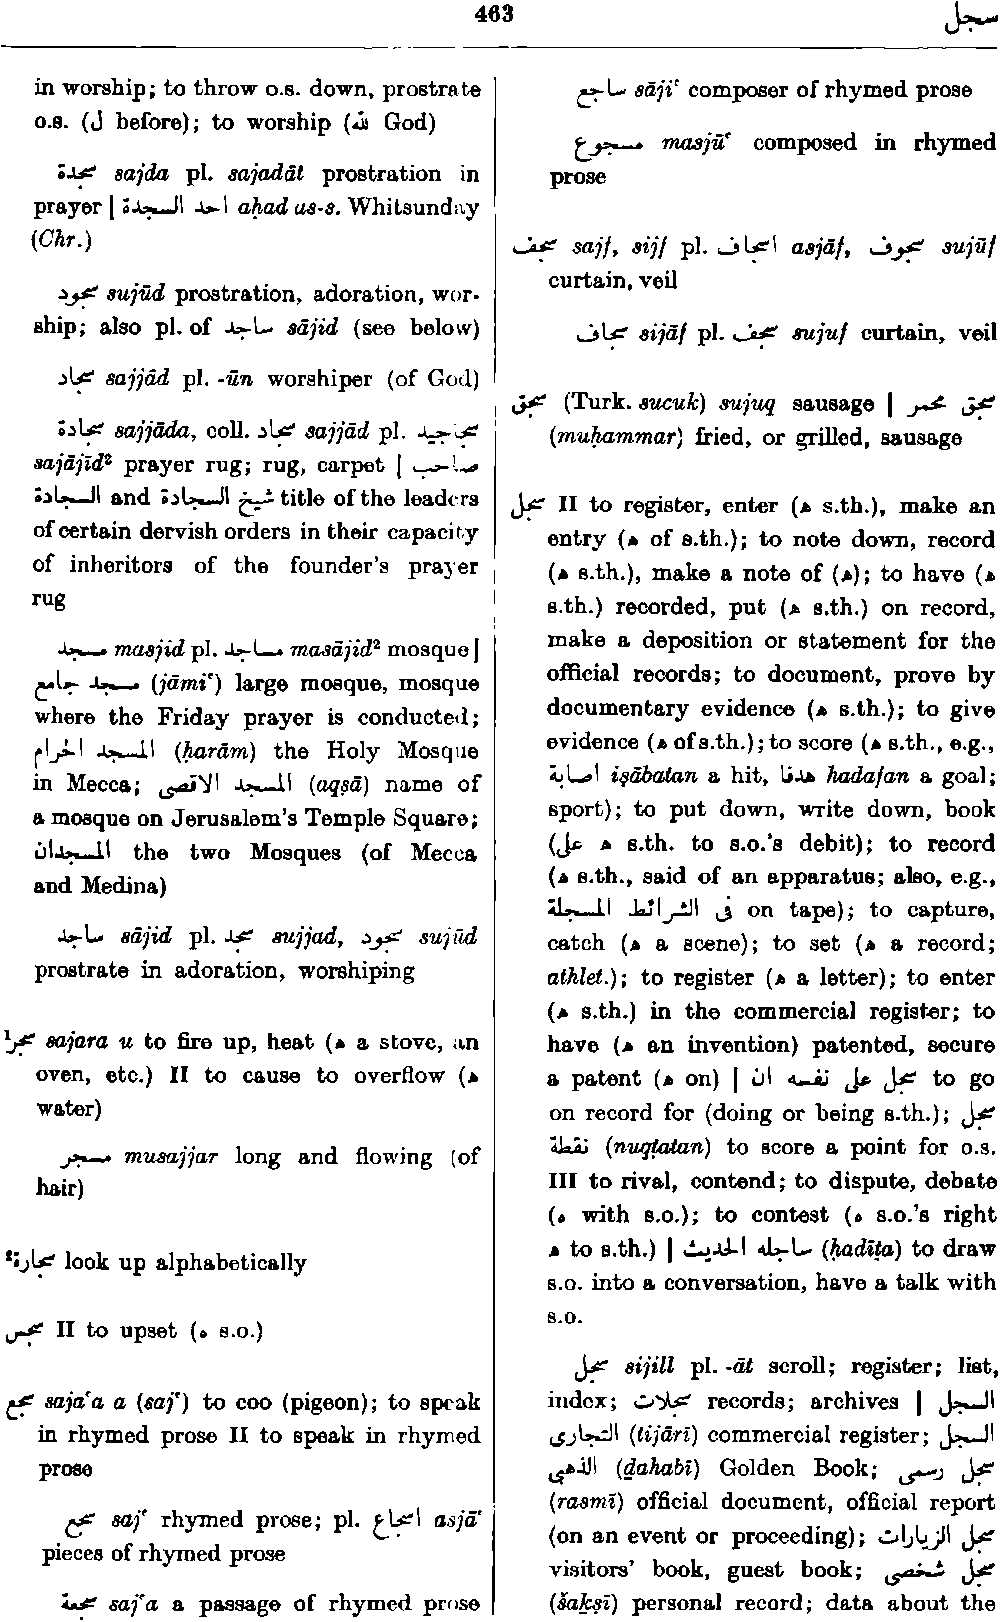 463
سجل
in worship; to throw o.s. down, prostrate
o.s. (ل before); to worship (لله God)
سجدة sajda pl. sajadāt prostration in
prayer | احد السجدة aḥad us-s. Whitsunday
(Chr.)
سجود sujūd prostration, adoration, wor-
ship; also pl. of ساجد sājid (see below)
سجاد sajjād pl. -ūn worshiper (of God)
سجادة sajjāda, coll. سجاد sajjād pl. سجاجيد
sajājīd² prayer rug; rug, carpet | صاحب
السجادة and شيخ السجادة title of the leaders
of certain dervish orders in their capacity
of inheritors of the founder's prayer
rug
مسجد masjid pl. مساجد masājid² mosque |
مسجد جامع (jāmiʿ) large mosque, mosque
where the Friday prayer is conducted;
المسجد الحرام (ḥarām) the Holy Mosque
in Mecca; المسجد الاقصى (aqṣā) name of
a mosque on Jerusalem's Temple Square;
المسجدان the two Mosques (of Mecca
and Medina)
ساجد sājid pl. سجد sujjad, سجود sujūd
prostrate in adoration, worshiping
سجر¹ sajara u to fire up, heat (ﻫ a stove, an
oven, etc.) II to cause to overflow (ﻫ
water)
مسجر musajjar long and flowing (of
hair)
سجارة² look up alphabetically
سجس II to upset (ه s.o.)
سجع sajaʿa a (sajʿ) to coo (pigeon); to speak
in rhymed prose II to speak in rhymed
prose
سجع sajʿ rhymed prose; pl. اسجاع asjāʿ
pieces of rhymed prose
سجعة sajʿa a passage of rhymed prose
ساجع sājiʿ composer of rhymed prose
مسجوع masjūʿ composed in rhymed
prose
سجف sajf, sijf pl. اسجاف asjāf, سجوف sujūf
curtain, veil
سجاف sijāf pl. سجف sujuf curtain, veil
سجق (Turk. sucuk) sujuq sausage | سجق محمر
(muḥammar) fried, or grilled, sausage
سجل II to register, enter (ﻫ s.th.), make an
entry (ﻫ of s.th.); to note down, record
(ﻫ s.th.), make a note of (ﻫ); to have (ﻫ
s.th.) recorded, put (ﻫ s.th.) on record,
make a deposition or statement for the
official records; to document, prove by
documentary evidence (ﻫ s.th.); to give
evidence (ﻫ of s.th.); to score (ﻫ s.th., e.g.,
اصابة iṣābatan a hit, هدفا hadafan a goal;
sport); to put down, write down, book
(على ﻫ s.th. to s.o.'s debit); to record
(ﻫ s.th., said of an apparatus; also, e.g.,
فى الشرائط المسجلة on tape); to capture,
catch (ﻫ a scene); to set (ﻫ a record;
athlet.); to register (ﻫ a letter); to enter
(ﻫ s.th.) in the commercial register; to
have (ﻫ an invention) patented, secure
a patent (ﻫ on) | سجل على نفسه ان to go
on record for (doing or being s.th.); سجل
نقطة (nuqṭatan) to score a point for o.s.
III to rival, contend; to dispute, debate
(ه with s.o.); to contest (ه s.o.'s right
ﻫ to s.th.) | ساجله الحديث (ḥadīṯa) to draw
s.o. into a conversation, have a talk with
s.o.
سجل sijill pl. -āt scroll; register; list,
index; سجلات records; archives | السجل
التجارى (tijārī) commercial register; السجل
الذهبى (ḏahabī) Golden Book; سجل رسمى
(rasmī) official document, official report
(on an event or proceeding); سجل الزيارات
visitors' book, guest book; سجل شخصى
(šaḵṣī) personal record; data about the